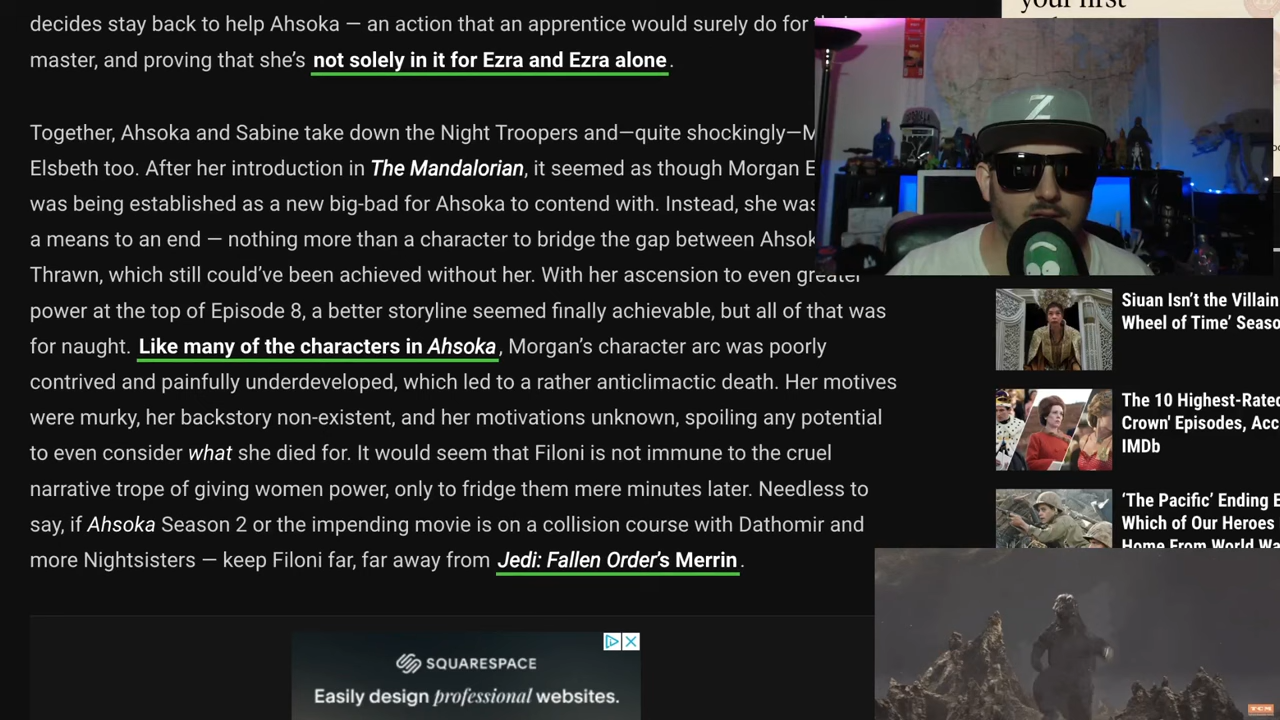 your first
decides stay back to help Ahsoka — an action that an apprentice would surely do for
master, and proving that she's not solely in it for Ezra and Ezra alone.
Together, Ahsoka and Sabine take down the Night Troopers and—quite shockingly—M
Elsbeth too. After her introduction in The Mandalorian, it seemed as though Morgan E
was being established as a new big-bad for Ahsoka to contend with. Instead, she was
a means to an end — nothing more than a character to bridge the gap between Ahsok
Thrawn, which still could've been achieved without her. With her ascension to even greater
power at the top of Episode 8, a better storyline seemed finally achievable, but all of that was
for naught. Like many of the characters in Ahsoka, Morgan's character arc was poorly
contrived and painfully underdeveloped, which led to a rather anticlimactic death. Her motives
were murky, her backstory non-existent, and her motivations unknown, spoiling any potential
to even consider what she died for. It would seem that Filoni is not immune to the cruel
narrative trope of giving women power, only to fridge them mere minutes later. Needless to
say, if Ahsoka Season 2 or the impending movie is on a collision course with Dathomir and
more Nightsisters — keep Filoni far, far away from Jedi: Fallen Order's Merrin.
SQUARESPACE
Easily design professional websites.
Z
Siuan Isn't the Villain
Wheel of Time' Seaso
The 10 Highest-Rated
Crown' Episodes, Acc
IMDb
'The Pacific' Ending E
Which of Our Heroes
Home From World Wa
TCM